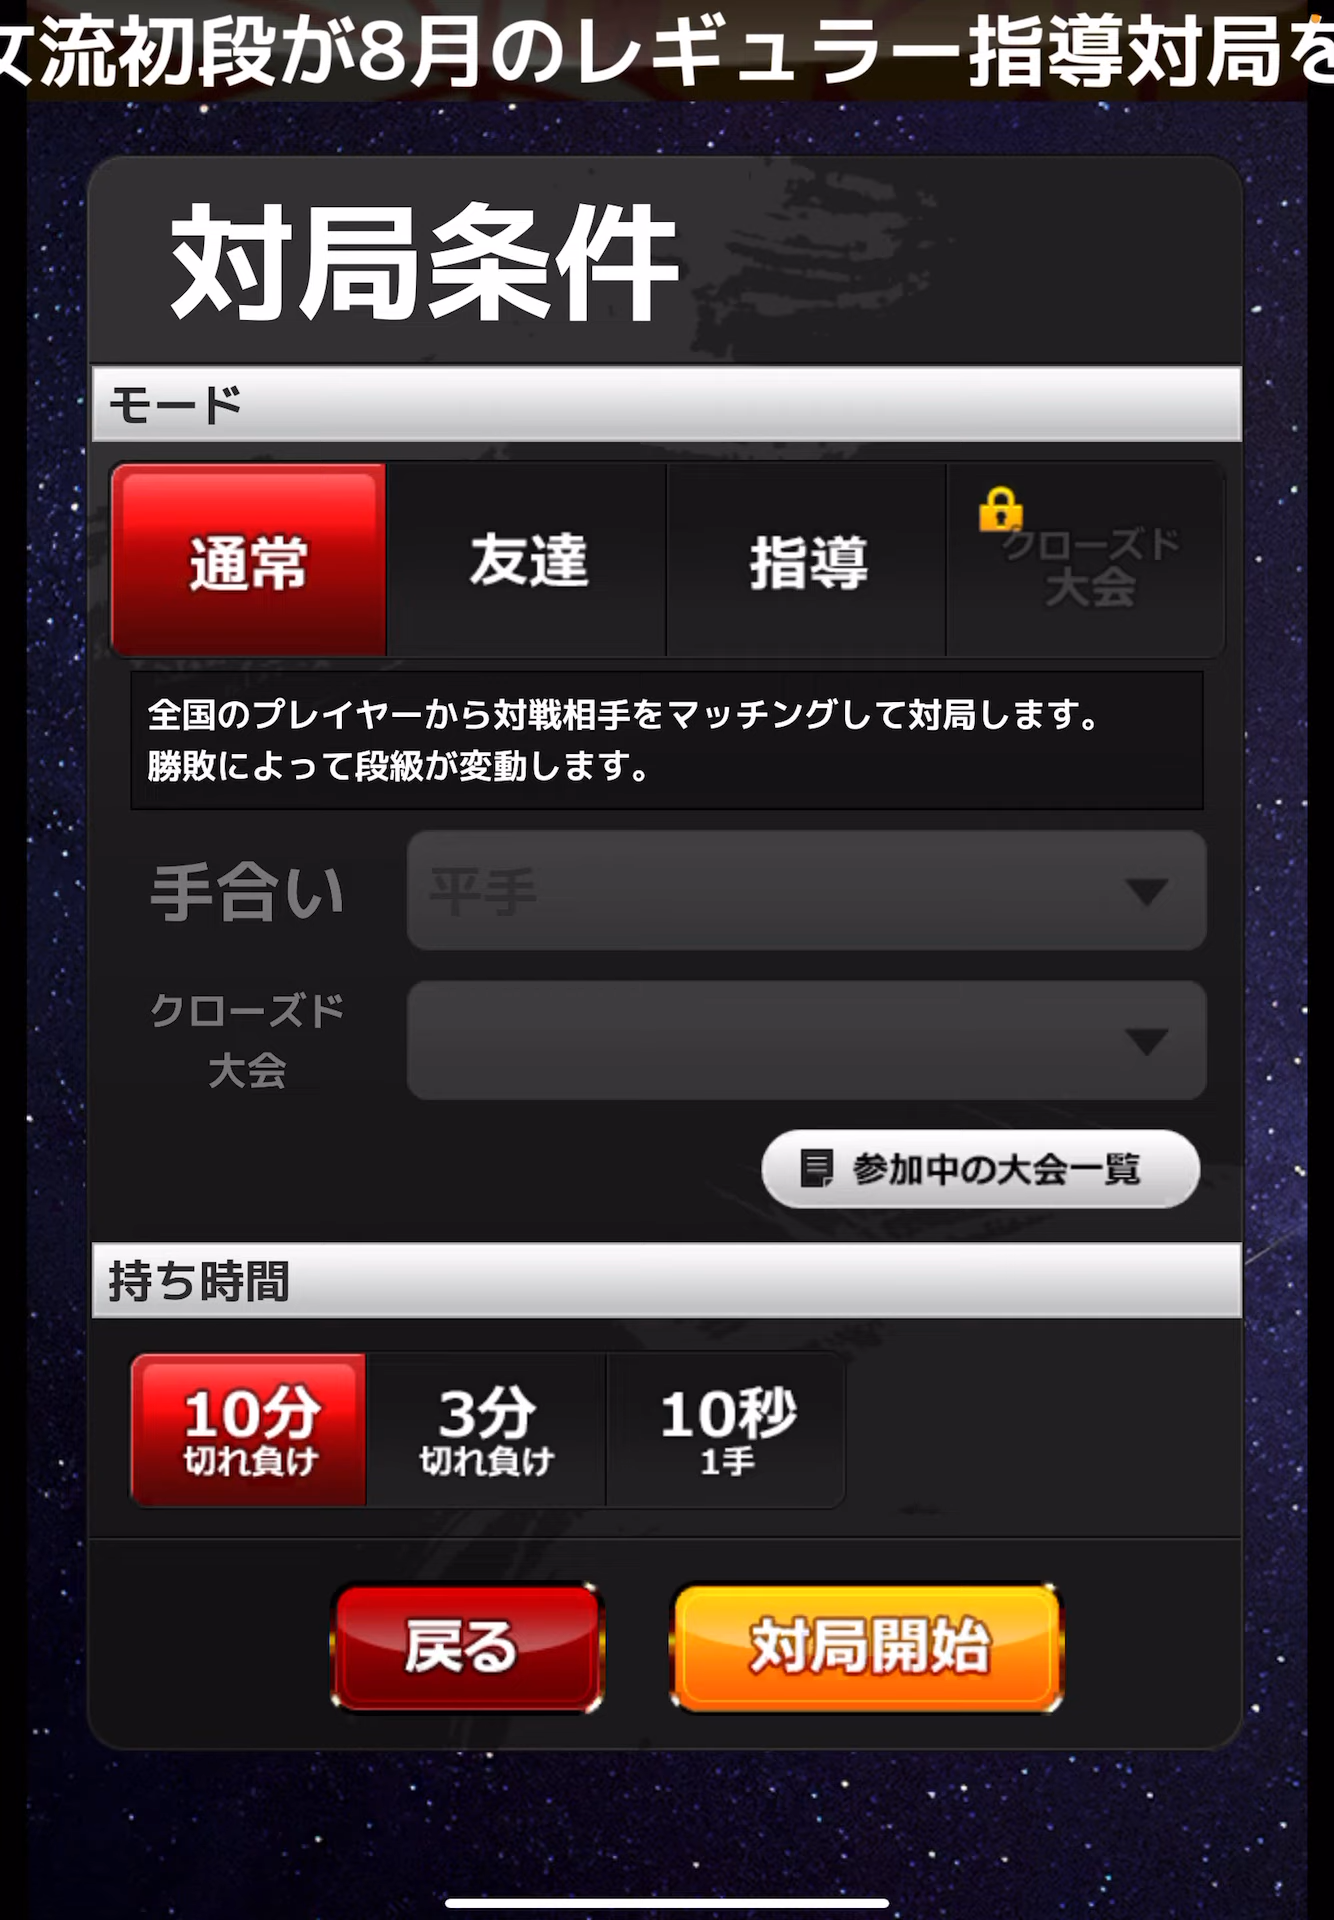 女流初段が8月のレギュラー指導対局を
対局条件
モード
通常
友達
指導
クローズド
大会
全国のプレイヤーから対戦相手をマッチングして対局します。
勝敗によって段級が変動します。
手合い
平手
クローズド
大会
参加中の大会一覧
持ち時間
10分
切れ負け
3分
切れ負け
10秒
1手
戻る
対局開始